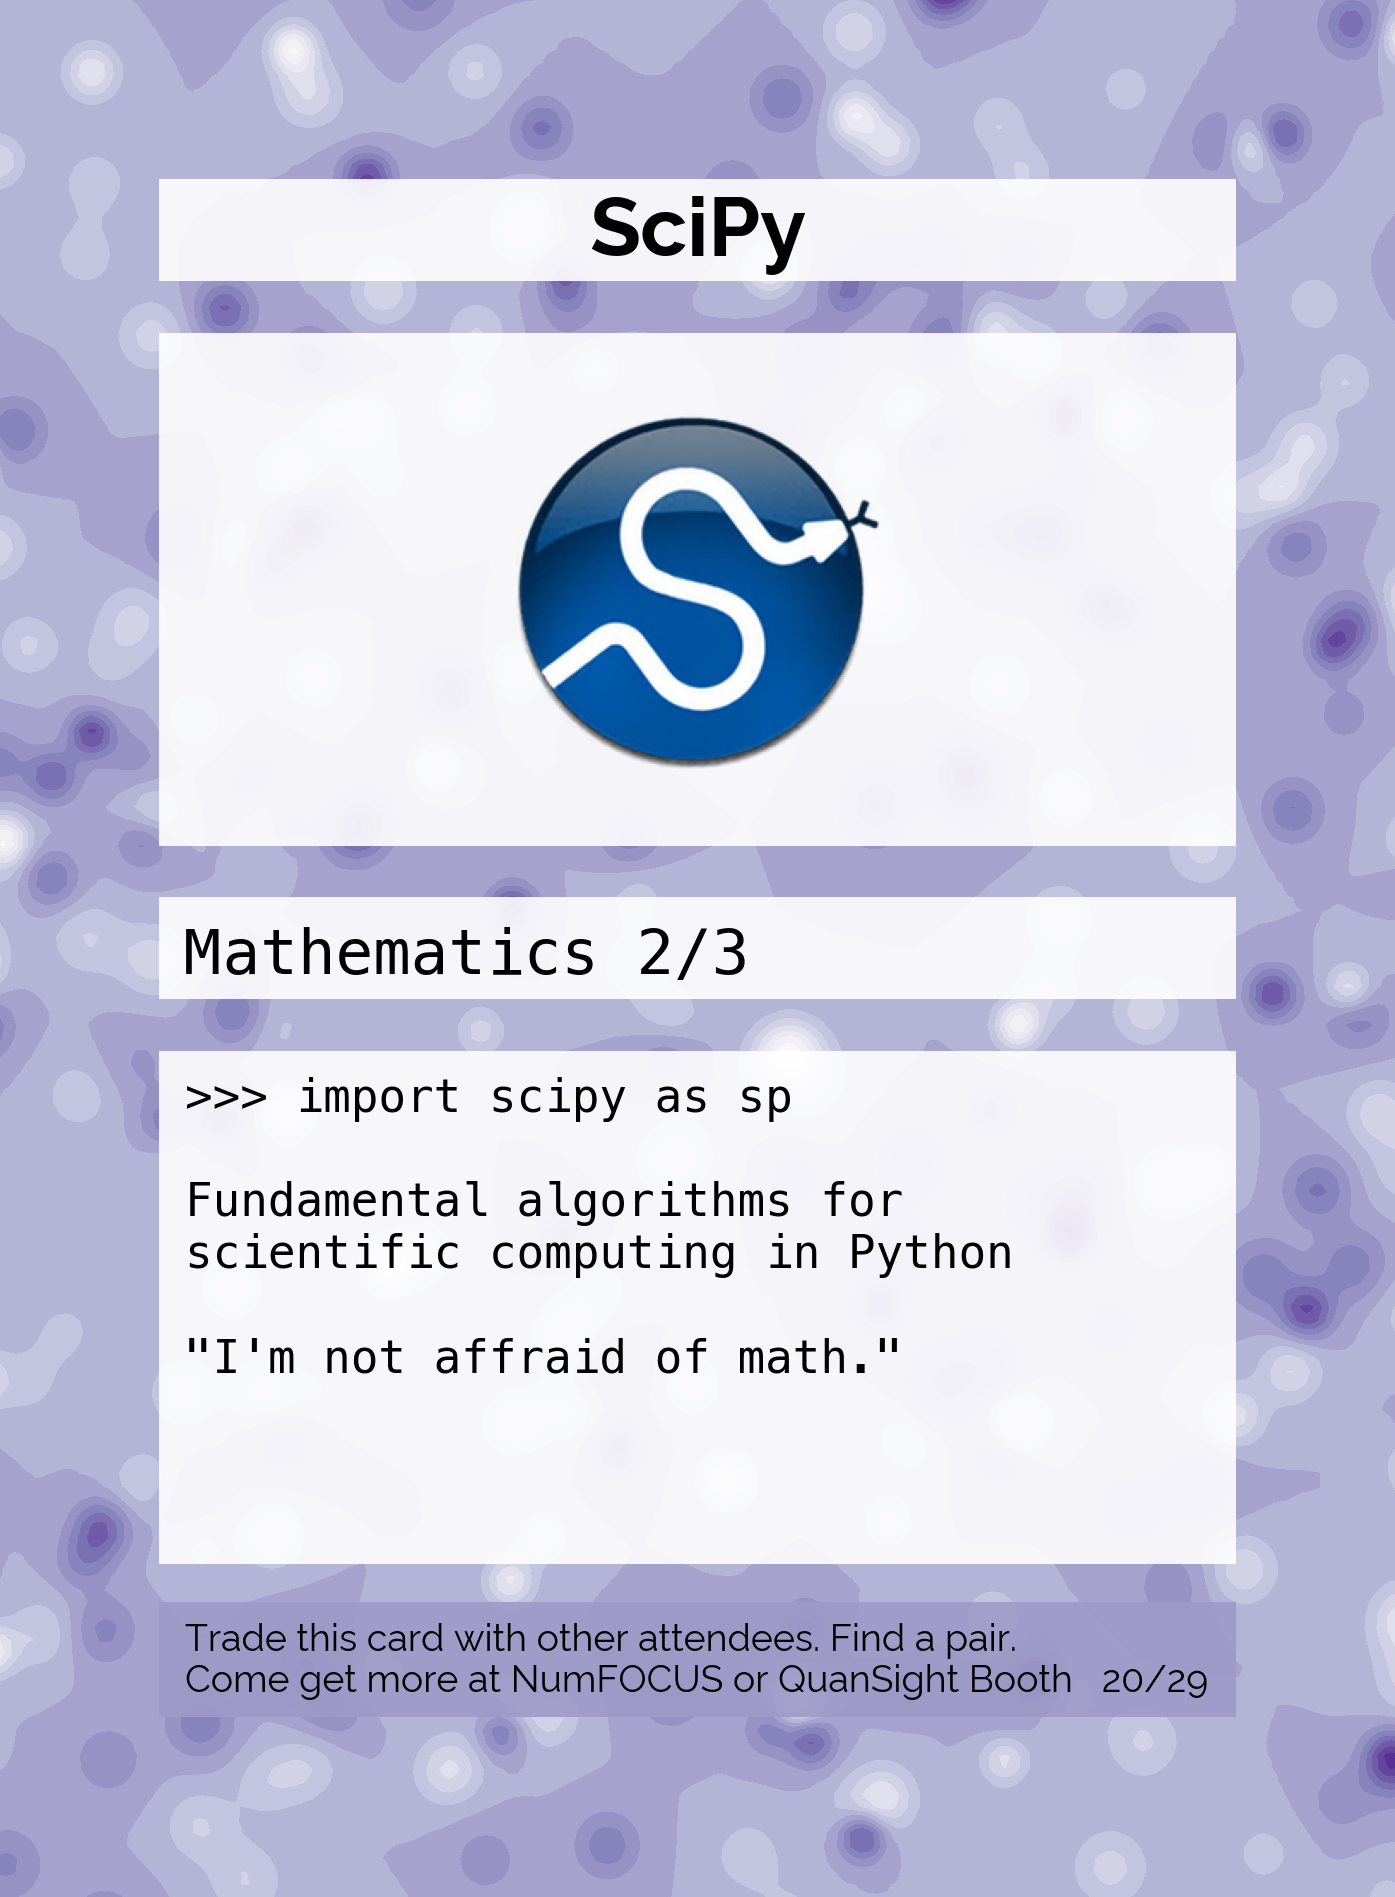 SciPy
Mathematics 2/3
>>> import scipy as sp
Fundamental algorithms for
scientific computing in Python
"I'm not affraid of math."
Trade this card with other attendees. Find a pair.
Come get more at NumFOCUS or QuanSight Booth 20/29